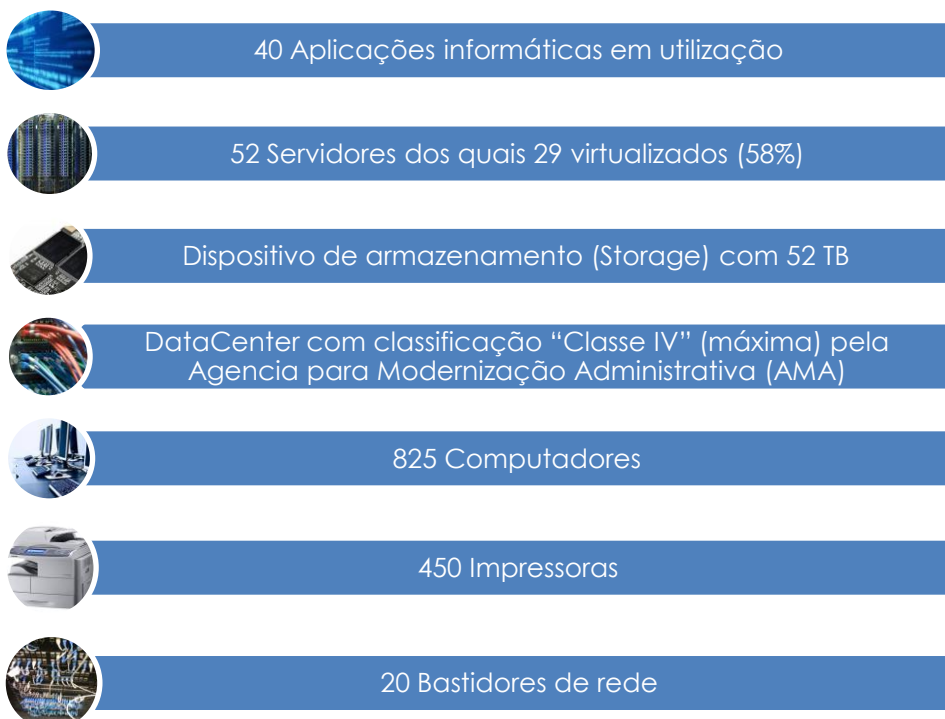 40 Aplicações informáticas em utilização
52 Servidores dos quais 29 virtualizados (58%)
Dispositivo de armazenamento (Storage) com 52 TB
DataCenter com classificação “Classe IV” (máxima) pela
Agencia para Modernização Administrativa (AMA)
825 Computadores
450 Impressoras
20 Bastidores de rede